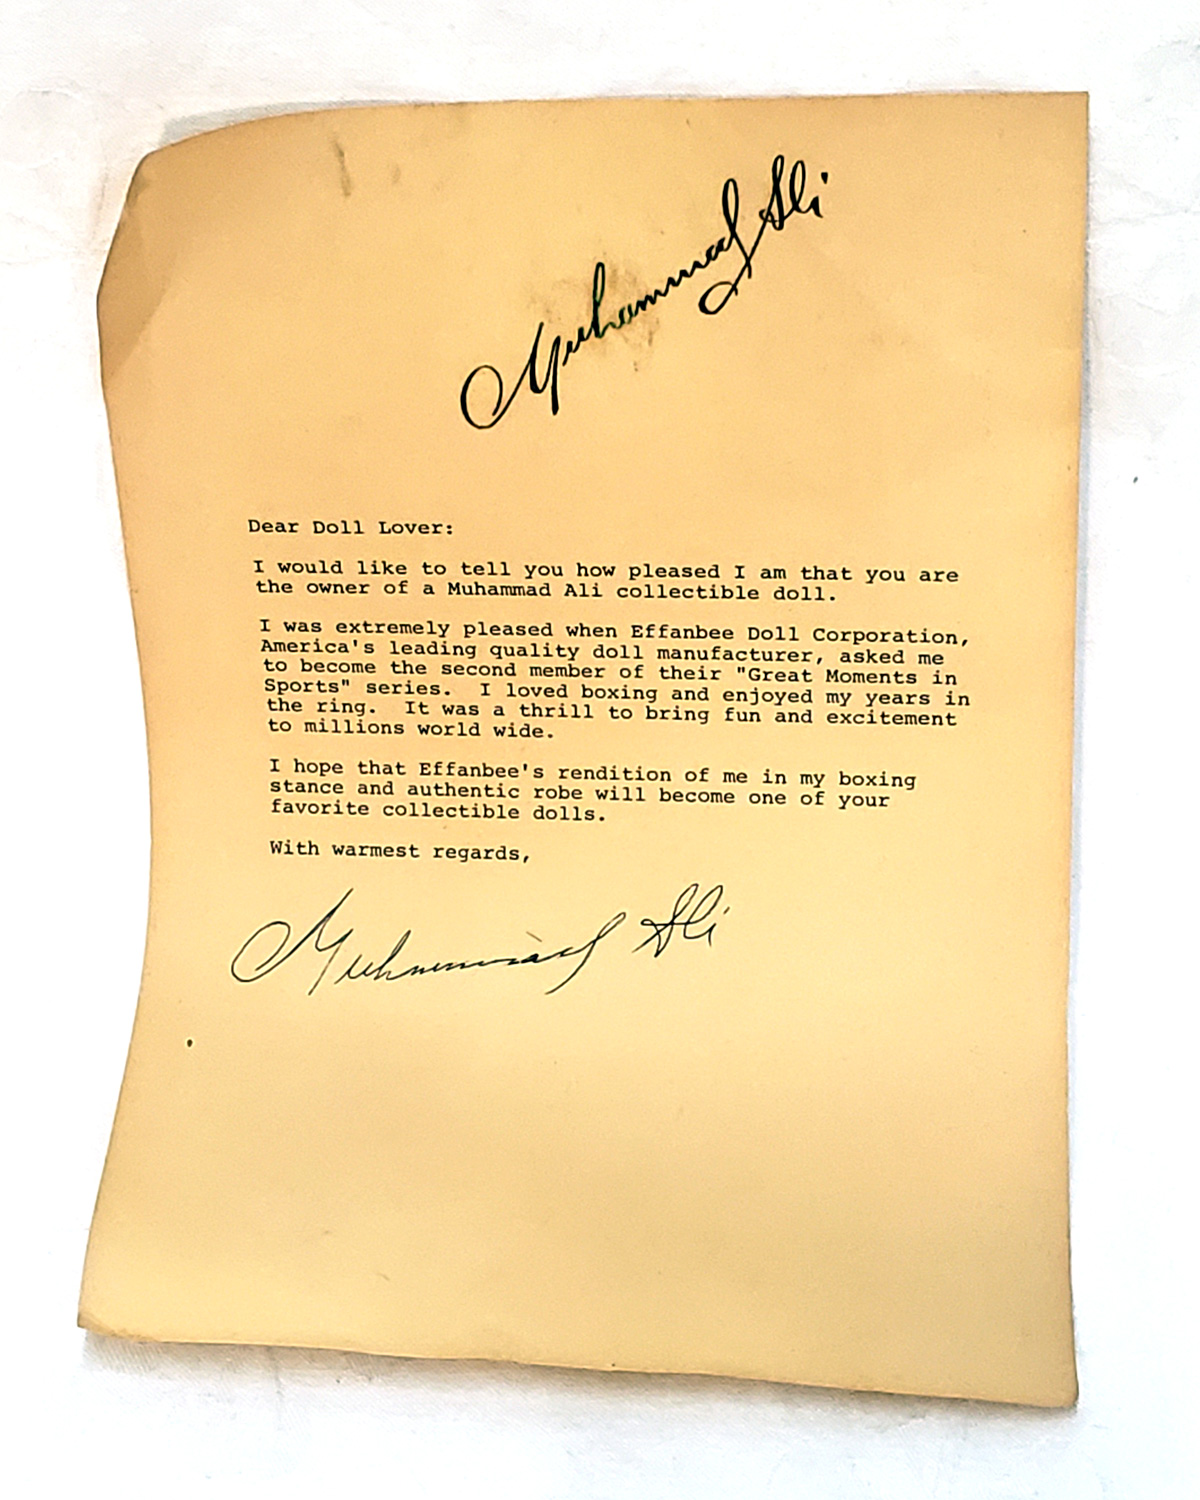 Muhammad Ali
Dear Doll Lover:
I would like to tell you how pleased I am that you are
the owner of a Muhammad Ali collectible doll.
I was extremely pleased when Effanbee Doll Corporation,
America's leading quality doll manufacturer, asked me
to become the second member of their "Great Moments in
Sports" series. I loved boxing and enjoyed my years in
the ring. It was a thrill to bring fun and excitement
to millions world wide.
I hope that Effanbee's rendition of me in my boxing
stance and authentic robe will become one of your
favorite collectible dolls.
With warmest regards,
Muhammad Ali